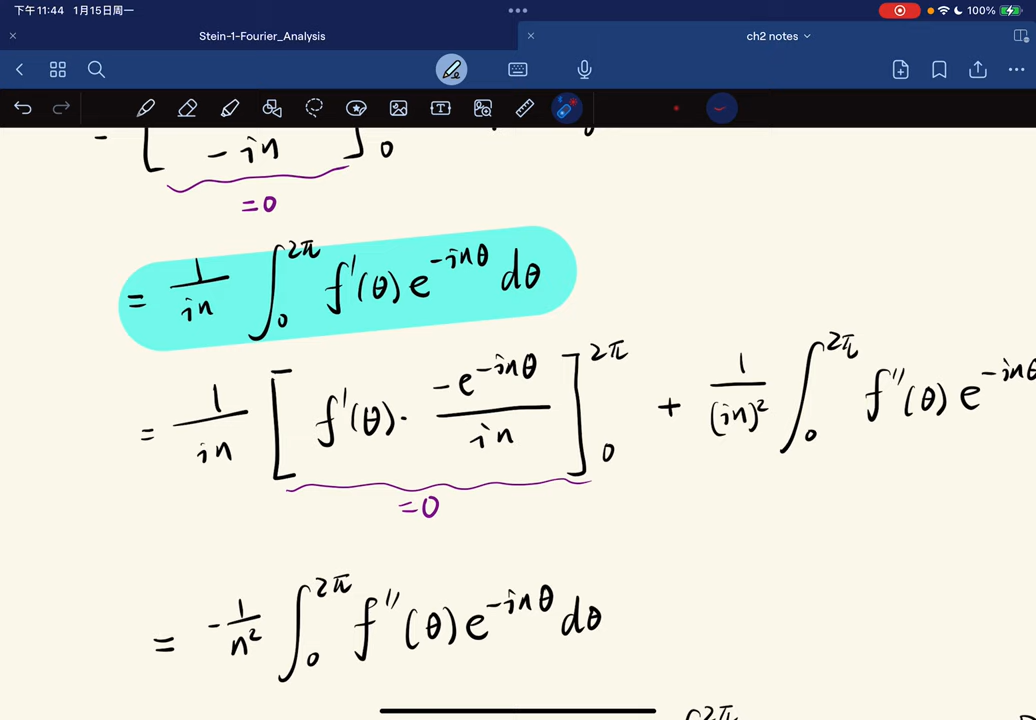 下午11:44 1月15日周一 100%
Stein-1-Fourier_Analysis ch2 notes
-in 0
=0
= 1/in ∫₀^{2π} f'(θ) e^{-inθ} dθ
= 1/in [ f'(θ) · -e^{-inθ}/in ]₀^{2π} + 1/(in)² ∫₀^{2π} f''(θ) e^{-inθ}
=0
= -1/n² ∫₀^{2π} f''(θ) e^{-inθ} dθ
∫ 2π